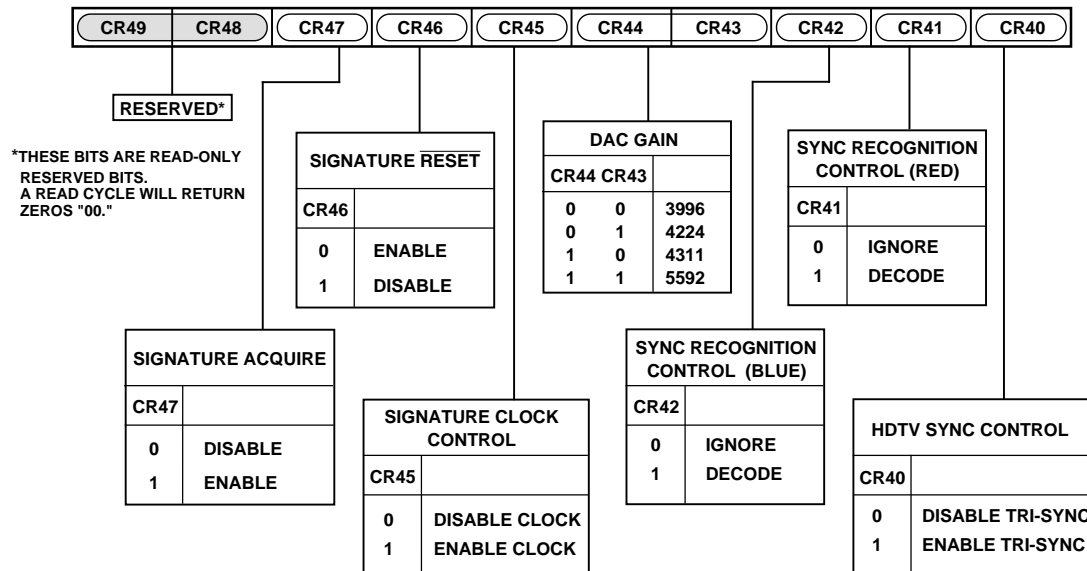 CR49 CR48 CR47 CR46 CR45 CR44 CR43 CR42 CR41 CR40
RESERVED*
*THESE BITS ARE READ-ONLY
RESERVED BITS.
A READ CYCLE WILL RETURN
ZEROS "00."
SIGNATURE RESET
CR46
0 ENABLE
1 DISABLE
DAC GAIN
CR44 CR43
0 0 3996
0 1 4224
1 0 4311
1 1 5592
SYNC RECOGNITION
CONTROL (RED)
CR41
0 IGNORE
1 DECODE
SIGNATURE ACQUIRE
CR47
0 DISABLE
1 ENABLE
SIGNATURE CLOCK
CONTROL
CR45
0 DISABLE CLOCK
1 ENABLE CLOCK
SYNC RECOGNITION
CONTROL (BLUE)
CR42
0 IGNORE
1 DECODE
HDTV SYNC CONTROL
CR40
0 DISABLE TRI-SYNC
1 ENABLE TRI-SYNC